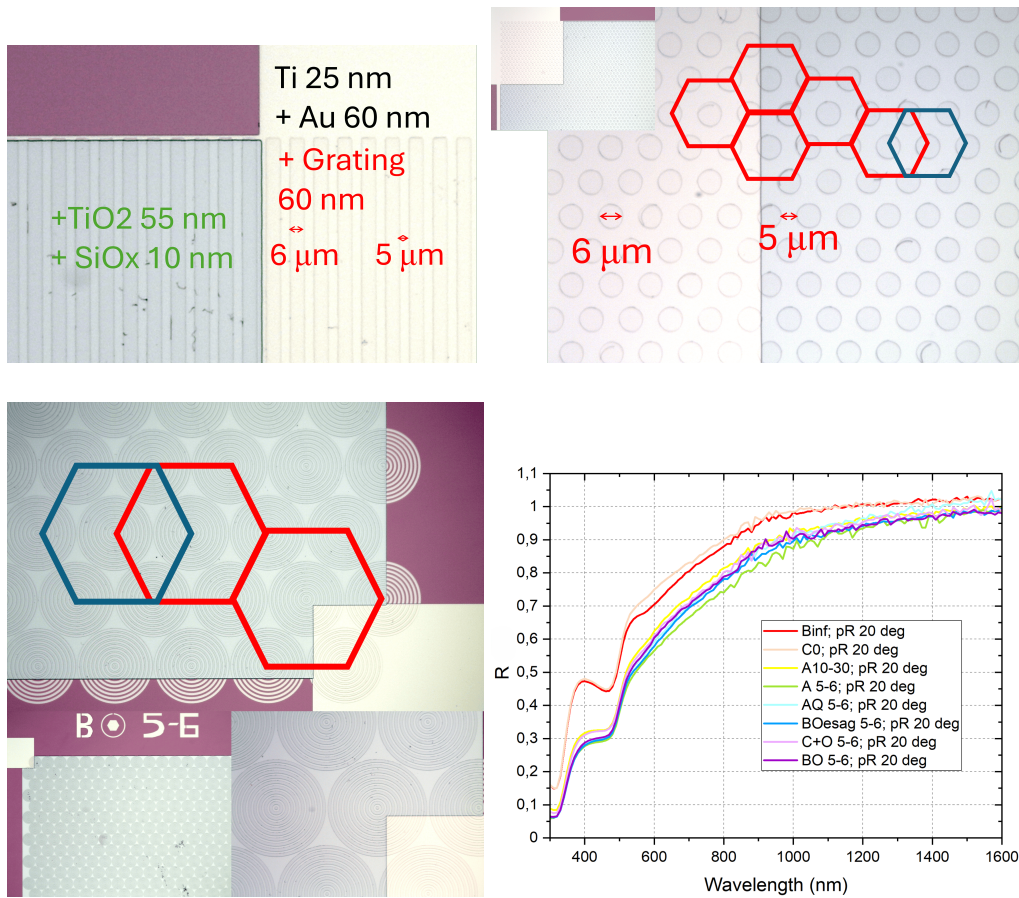 Ti 25 nm
+ Au 60 nm
+ Grating
60 nm
6 μm
5 μm
+TiO2 55 nm
+ SiOx 10 nm
6 μm
5 μm
B 5-6
1,1
1
0,9
0,8
0,7
0,6
0,5
0,4
0,3
0,2
0,1
0
R
Binf; pR 20 deg
C0; pR 20 deg
A10-30; pR 20 deg
A 5-6; pR 20 deg
AQ 5-6; pR 20 deg
BOesag 5-6; pR 20 deg
C+O 5-6; pR 20 deg
BO 5-6; pR 20 deg
400 600 800 1000 1200 1400 1600
Wavelength (nm)